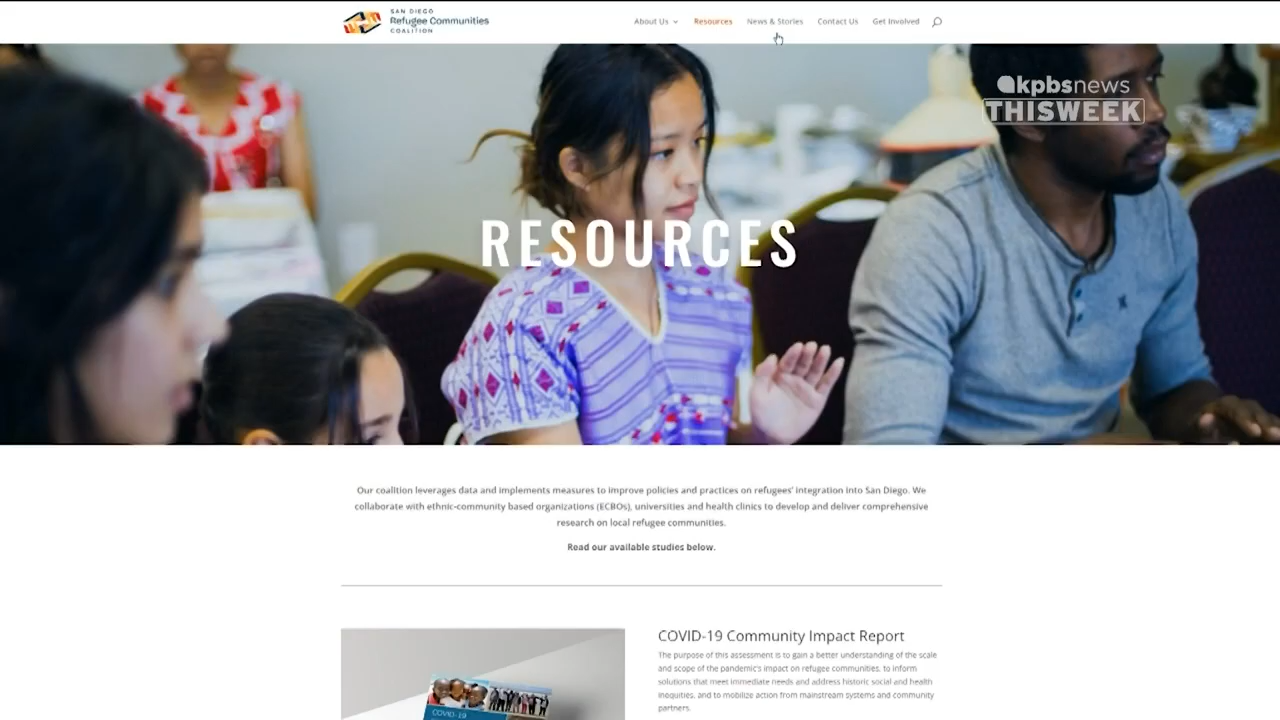 SAN DIEGO
Refugee Communities
COALITION
About Us
Resources
News & Stories
Contact Us
Get Involved
kpbsnews
THISWEEK
RESOURCES
Our coalition leverages data and implements measures to improve policies and practices on refugees' integration into San Diego. We
collaborate with ethnic-community based organizations (ECBOs), universities and health clinics to develop and deliver comprehensive
research on local refugee communities.
Read our available studies below.
COVID-19 Community Impact Report
The purpose of this assessment is to gain a better understanding of the scale
and scope of the pandemic's impact on refugee communities, to inform
solutions that meet immediate needs and address historic social and health
inequities, and to mobilize action from mainstream systems and community
partners.
COVID-19